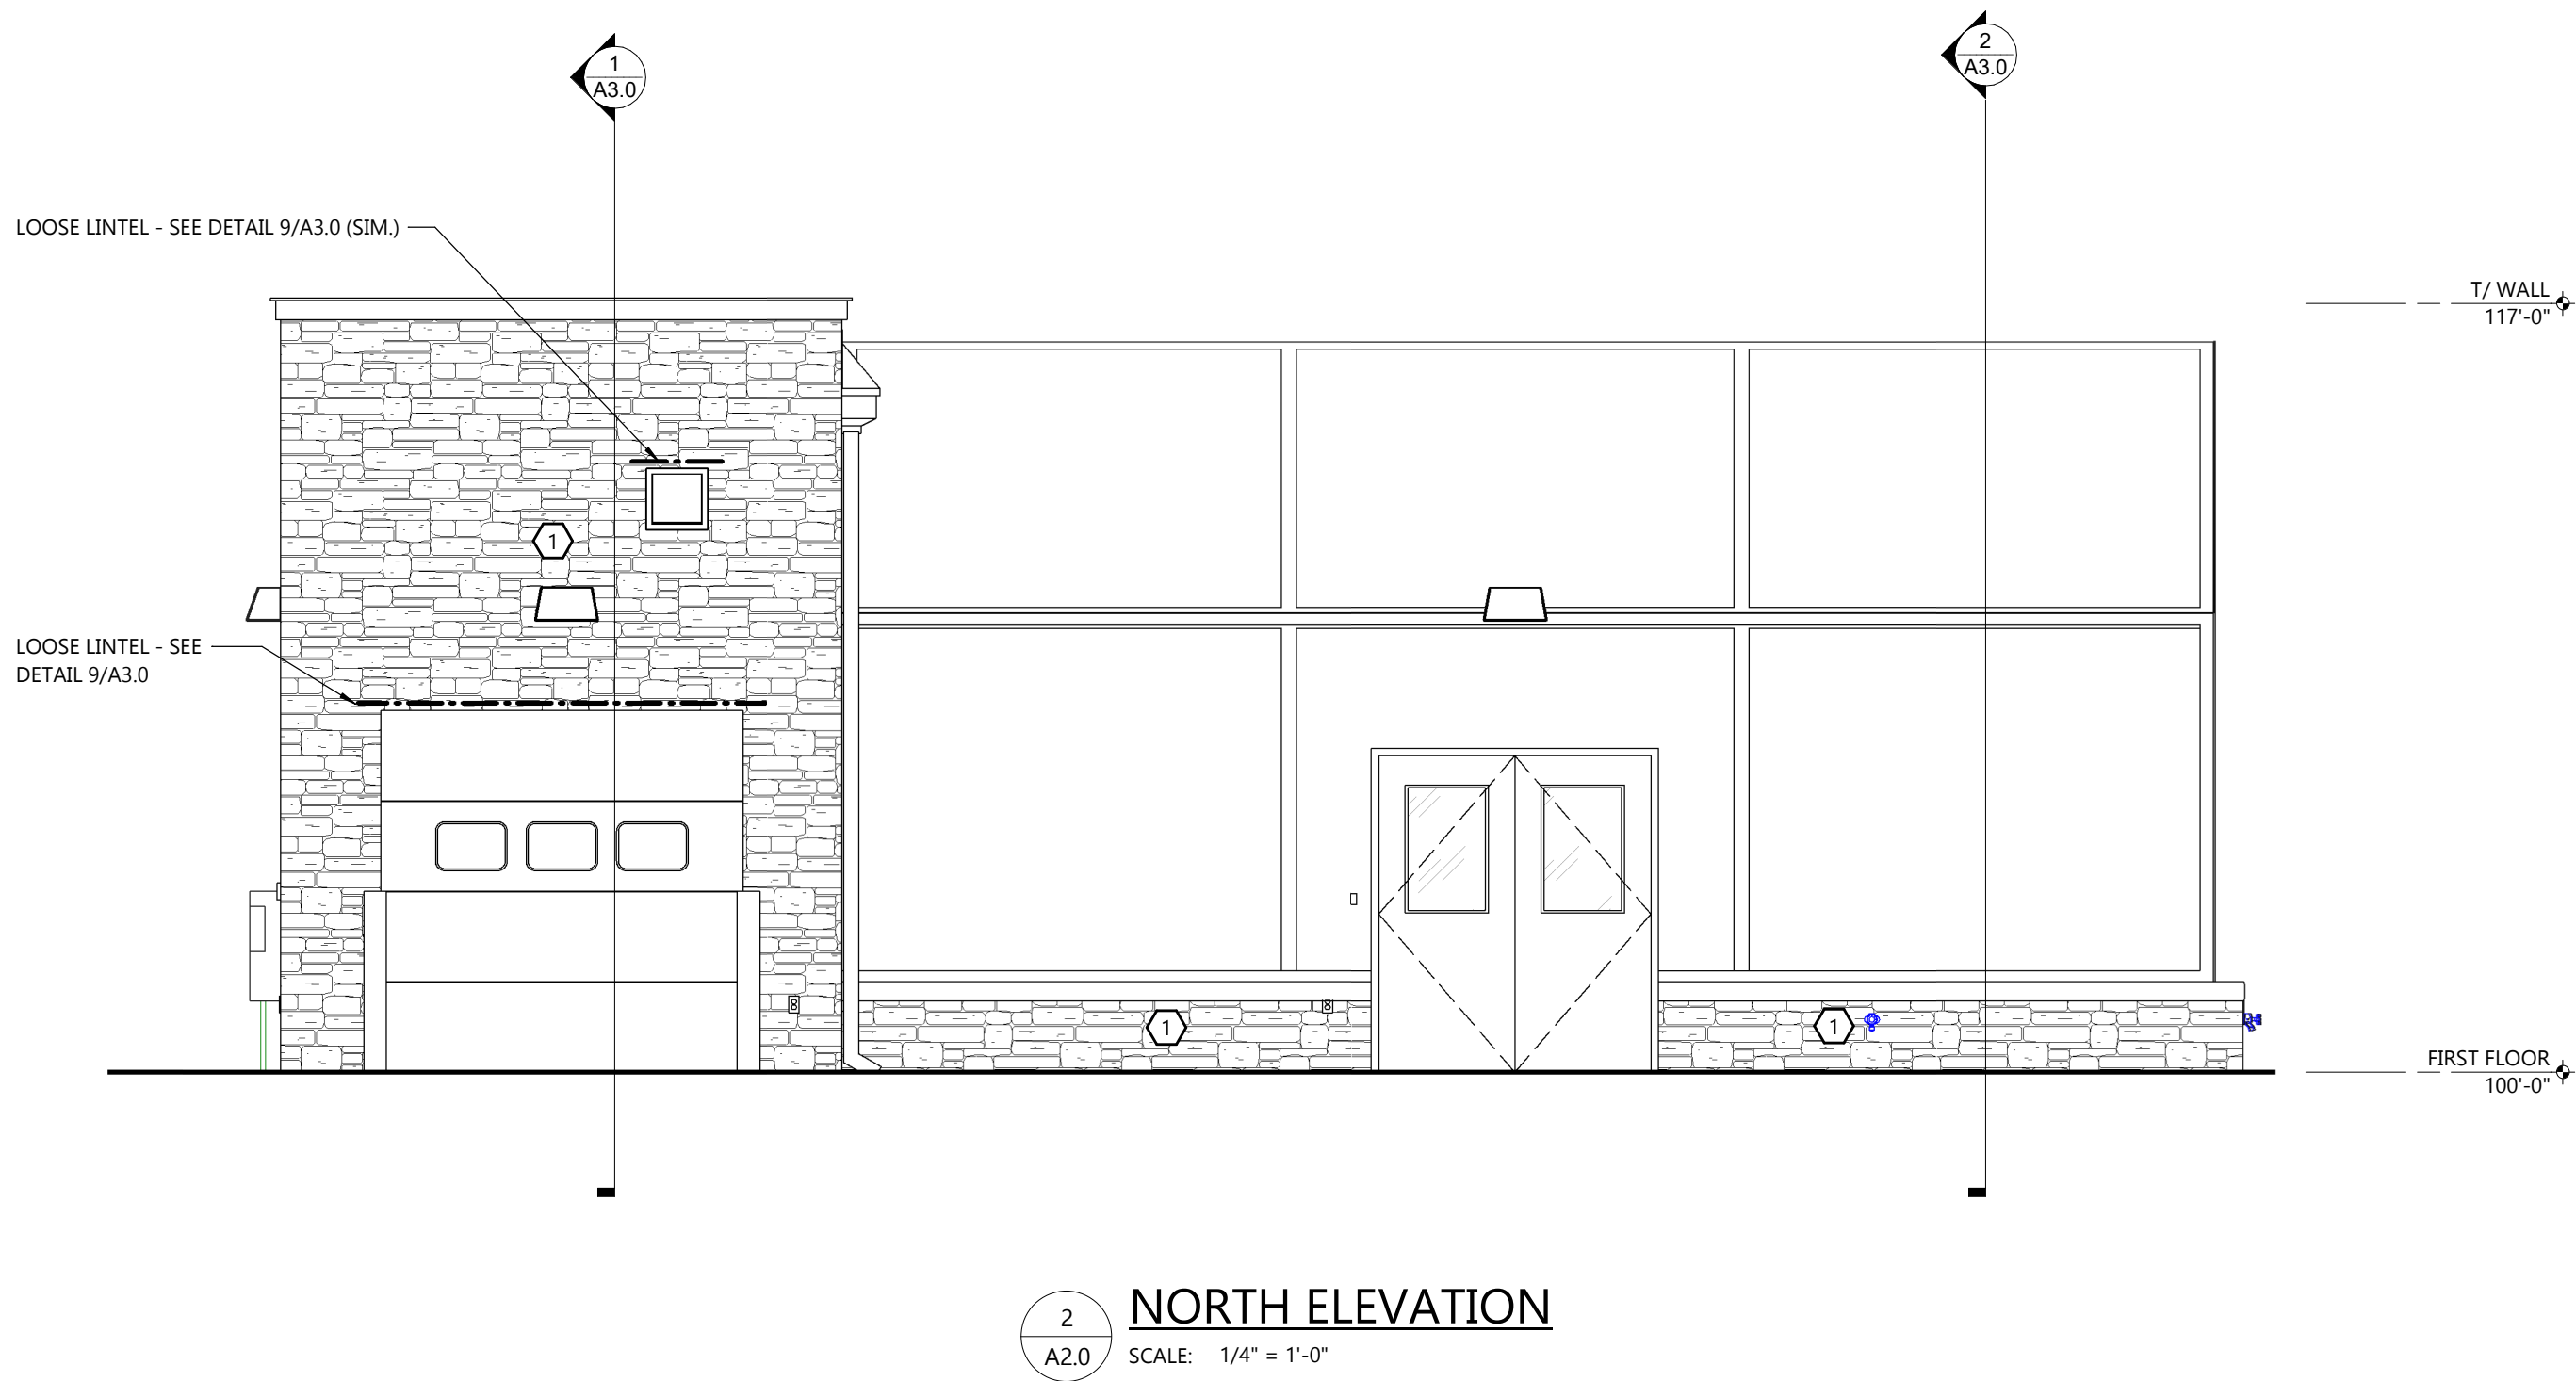 1
A3.0
2
A3.0
LOOSE LINTEL - SEE DETAIL 9/A3.0 (SIM.)
T/ WALL
117'-0"
1
LOOSE LINTEL - SEE
DETAIL 9/A3.0
1
1
FIRST FLOOR
100'-0"
2
A2.0
NORTH ELEVATION
SCALE: 1/4" = 1'-0"